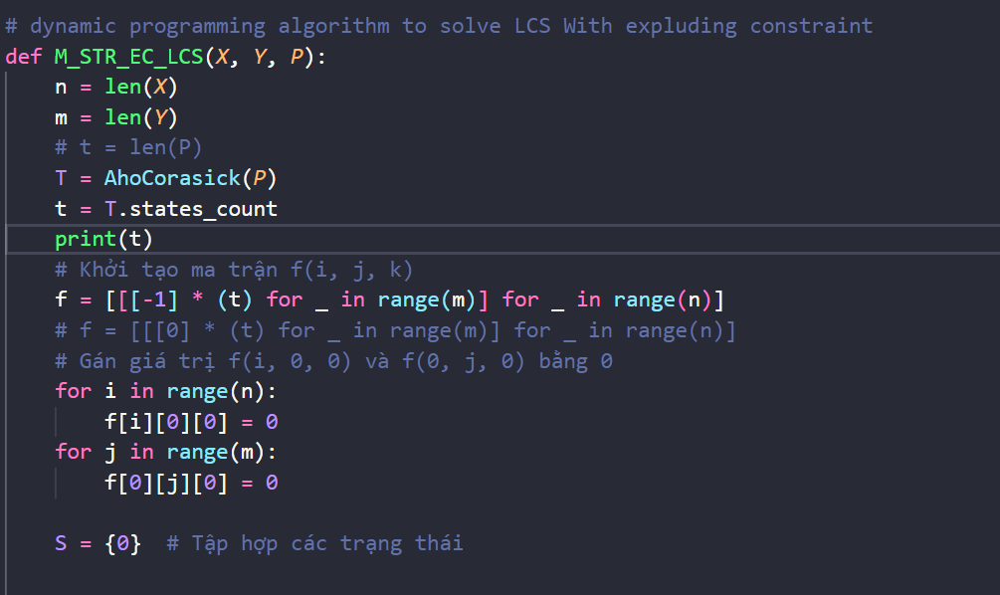 # dynamic programming algorithm to solve LCS With expluding constraint
def M_STR_EC_LCS(X, Y, P):
    n = len(X)
    m = len(Y)
    # t = len(P)
    T = AhoCorasick(P)
    t = T.states_count
    print(t)
    # Khởi tạo ma trận f(i, j, k)
    f = [[[-1] * (t) for _ in range(m)] for _ in range(n)]
    # f = [[[0] * (t) for _ in range(m)] for _ in range(n)]
    # Gán giá trị f(i, 0, 0) và f(0, j, 0) bằng 0
    for i in range(n):
        f[i][0][0] = 0
    for j in range(m):
        f[0][j][0] = 0
    S = {0}  # Tập hợp các trạng thái